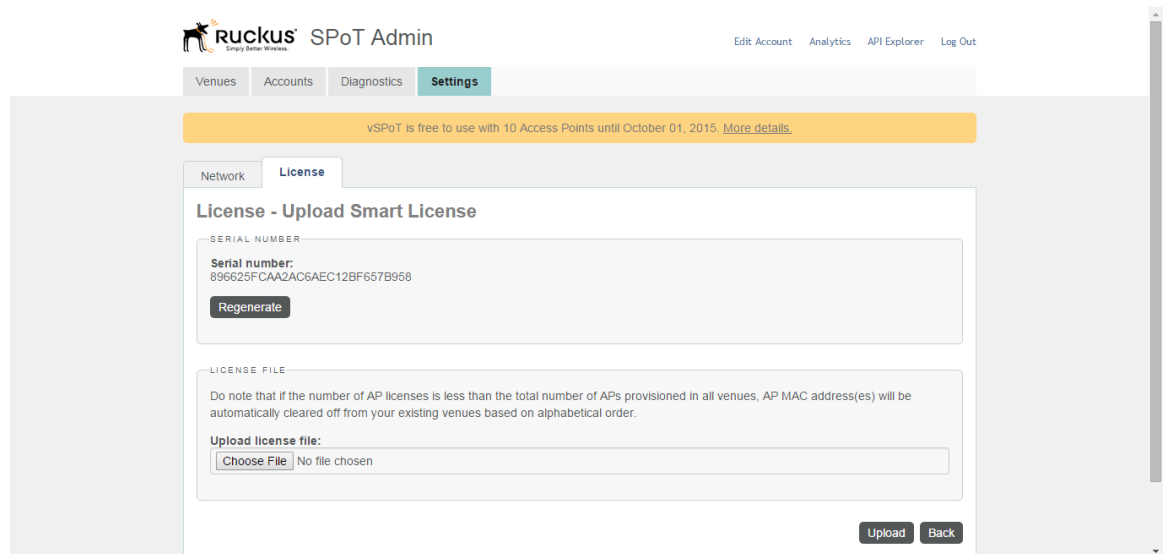 Ruckus SPoT Admin
Simply Better Wireless.
Edit Account Analytics API Explorer Log Out
Venues Accounts Diagnostics Settings
vSPoT is free to use with 10 Access Points until October 01, 2015. More details.
Network License
License - Upload Smart License
SERIAL NUMBER
Serial number:
896625FCAA2AC6AEC12BF657B958
Regenerate
LICENSE FILE
Do note that if the number of AP licenses is less than the total number of APs provisioned in all venues, AP MAC address(es) will be
automatically cleared off from your existing venues based on alphabetical order.
Upload license file:
Choose File No file chosen
Upload Back